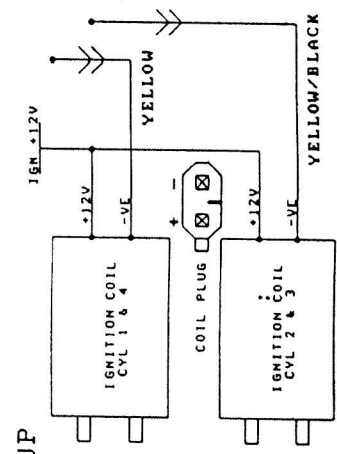 IGN +12V
YELLOW
YELLOW/BLACK
+12V
-VE
+ -
+12V
-VE
IGNITION COIL
CYL 1 & 4
COIL PLUG
IGNITION COIL
CYL 2 & 3
UP